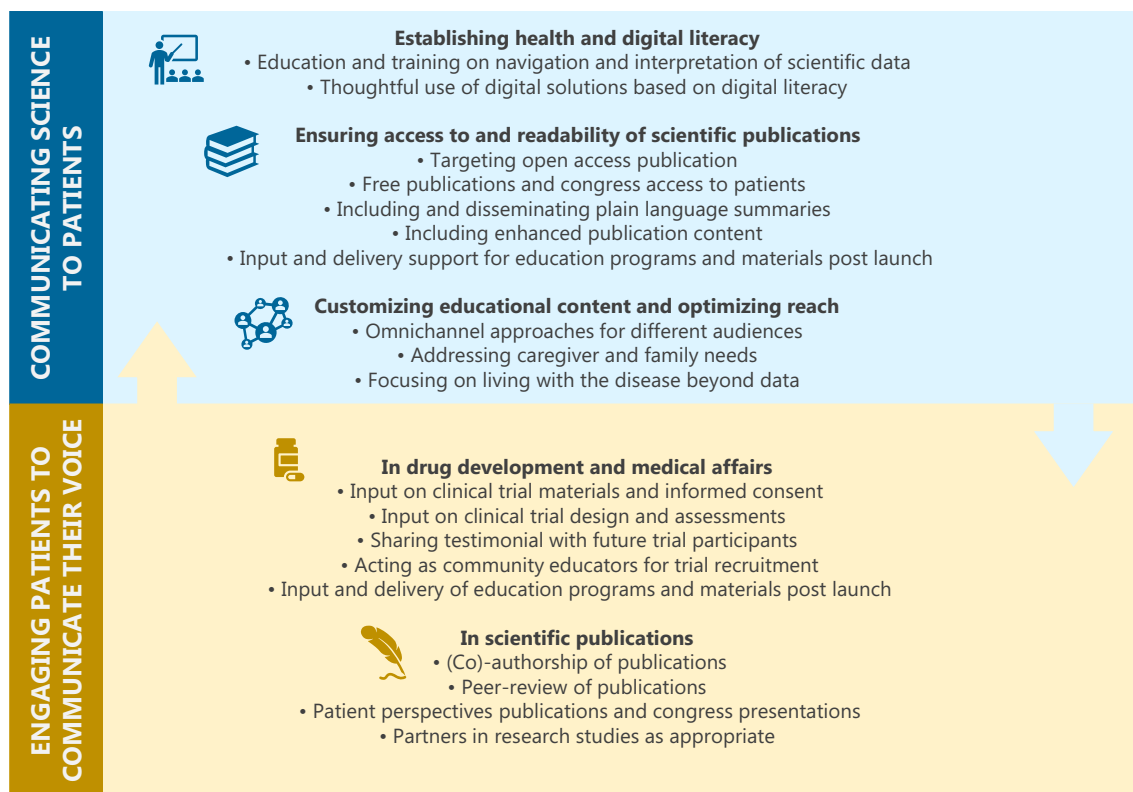 COMMUNICATING SCIENCE
TO PATIENTS
Establishing health and digital literacy
• Education and training on navigation and interpretation of scientific data
• Thoughtful use of digital solutions based on digital literacy
Ensuring access to and readability of scientific publications
• Targeting open access publication
• Free publications and congress access to patients
• Including and disseminating plain language summaries
• Including enhanced publication content
• Input and delivery support for education programs and materials post launch
Customizing educational content and optimizing reach
• Omnichannel approaches for different audiences
• Addressing caregiver and family needs
• Focusing on living with the disease beyond data
ENGAGING PATIENTS TO
COMMUNICATE THEIR VOICE
In drug development and medical affairs
• Input on clinical trial materials and informed consent
• Input on clinical trial design and assessments
• Sharing testimonial with future trial participants
• Acting as community educators for trial recruitment
• Input and delivery of education programs and materials post launch
In scientific publications
• (Co)-authorship of publications
• Peer-review of publications
• Patient perspectives publications and congress presentations
• Partners in research studies as appropriate